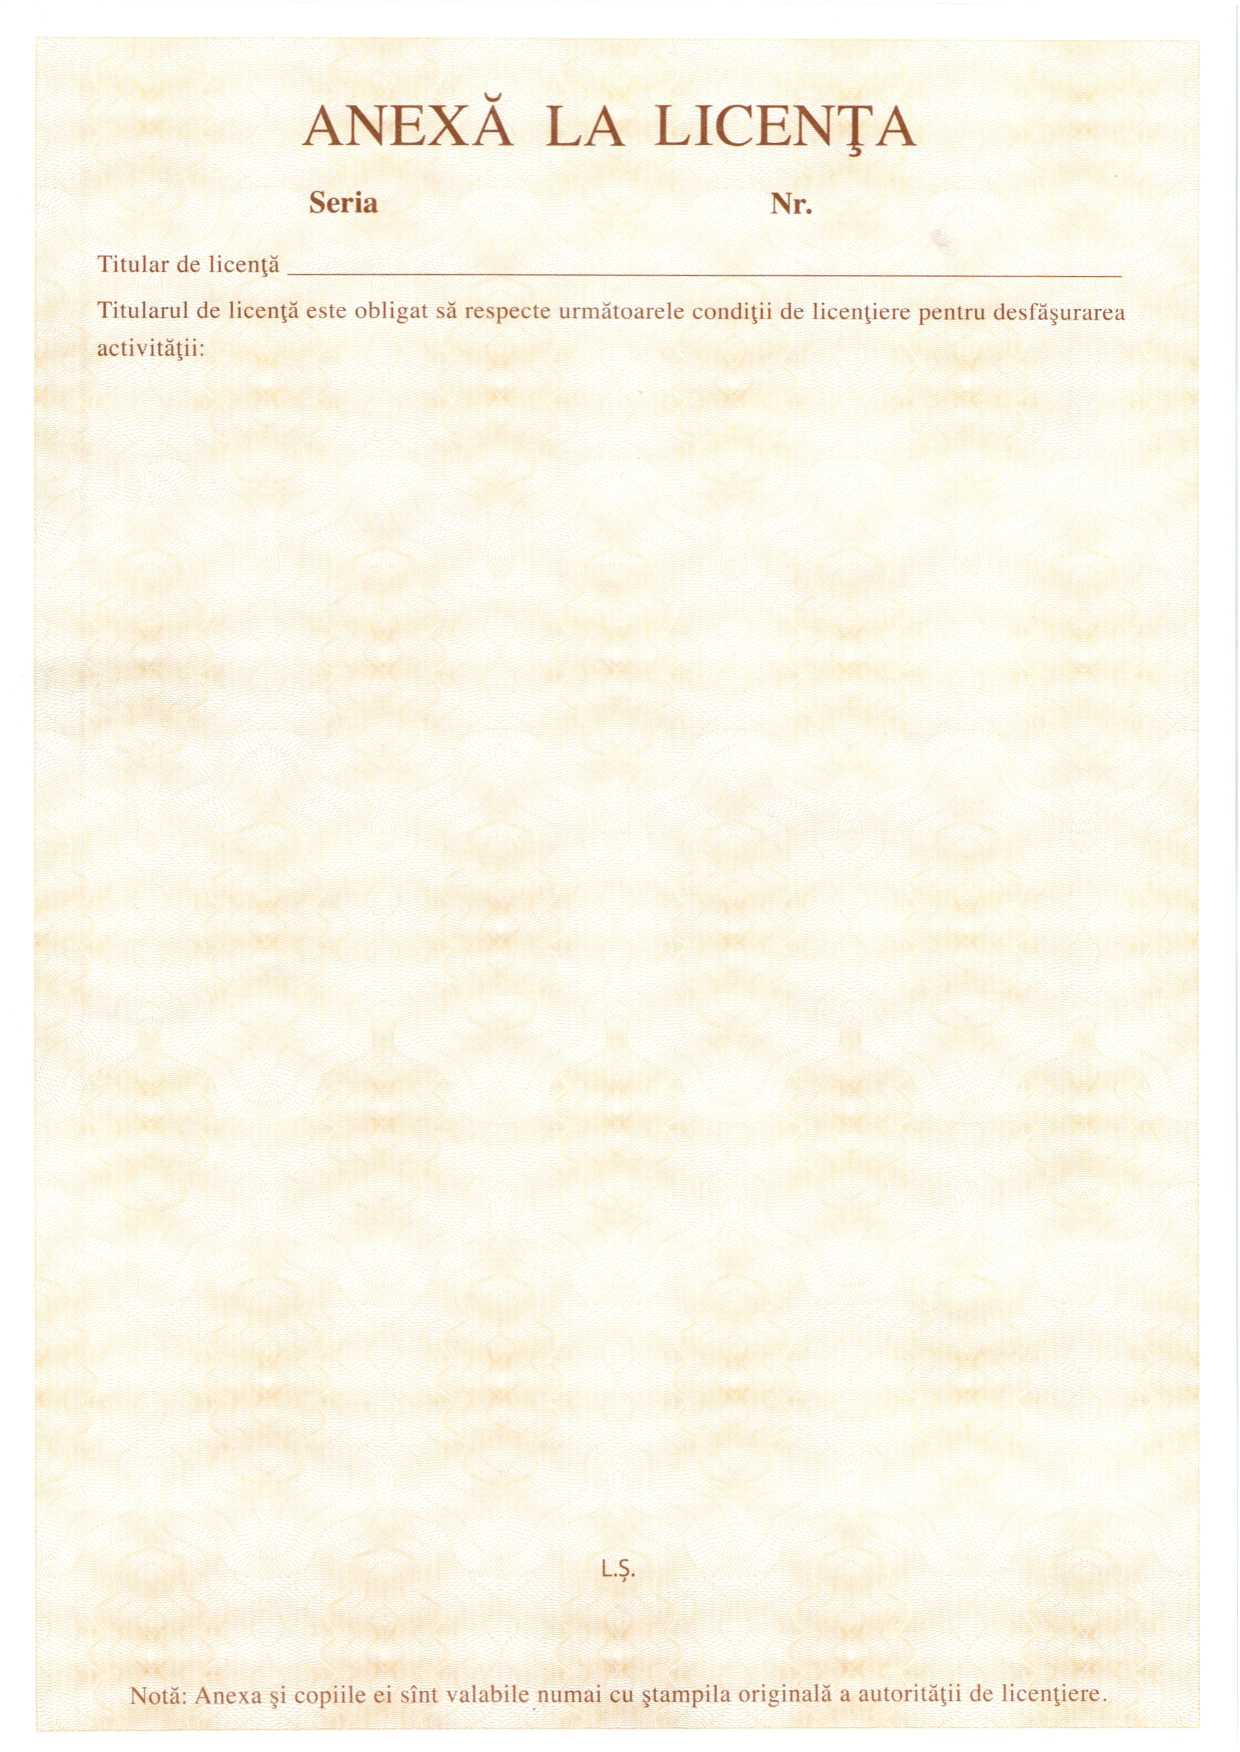 ANEXĂ LA LICENŢA
Seria Nr.
Titular de licenţă
Titularul de licenţă este obligat să respecte următoarele condiţii de licenţiere pentru desfăşurarea
activităţii:
L.Ş.
Notă: Anexa şi copiile ei sînt valabile numai cu ştampila originală a autorităţii de licenţiere.